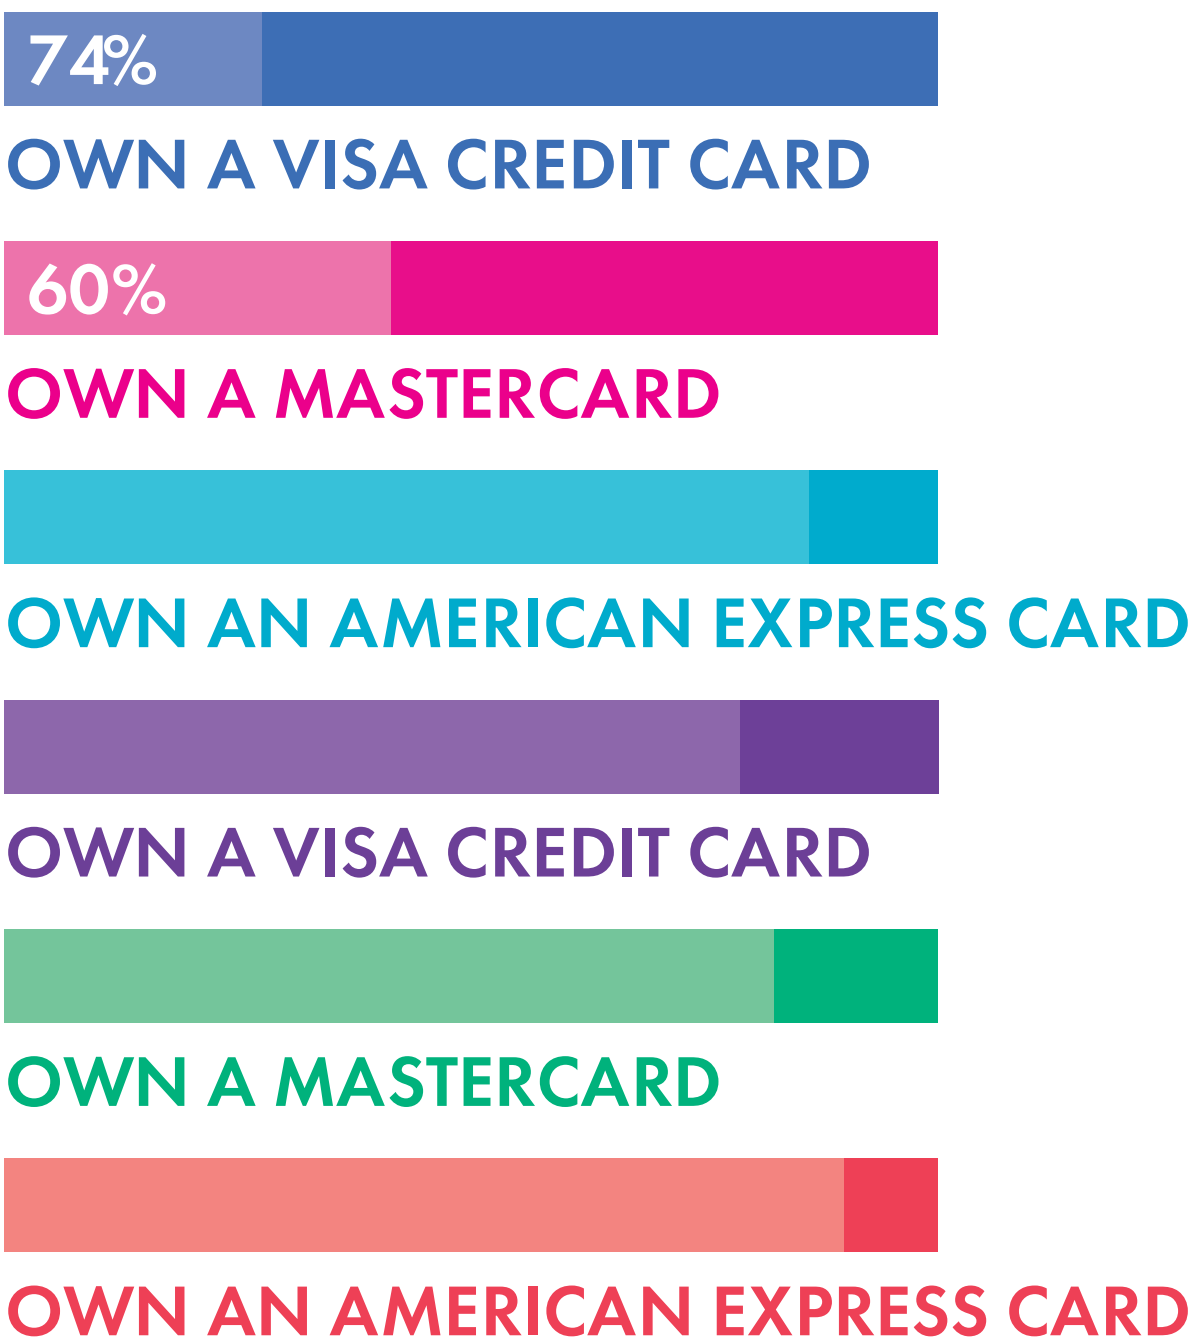 74%
OWN A VISA CREDIT CARD
60%
OWN A MASTERCARD
OWN AN AMERICAN EXPRESS CARD
OWN A VISA CREDIT CARD
OWN A MASTERCARD
OWN AN AMERICAN EXPRESS CARD